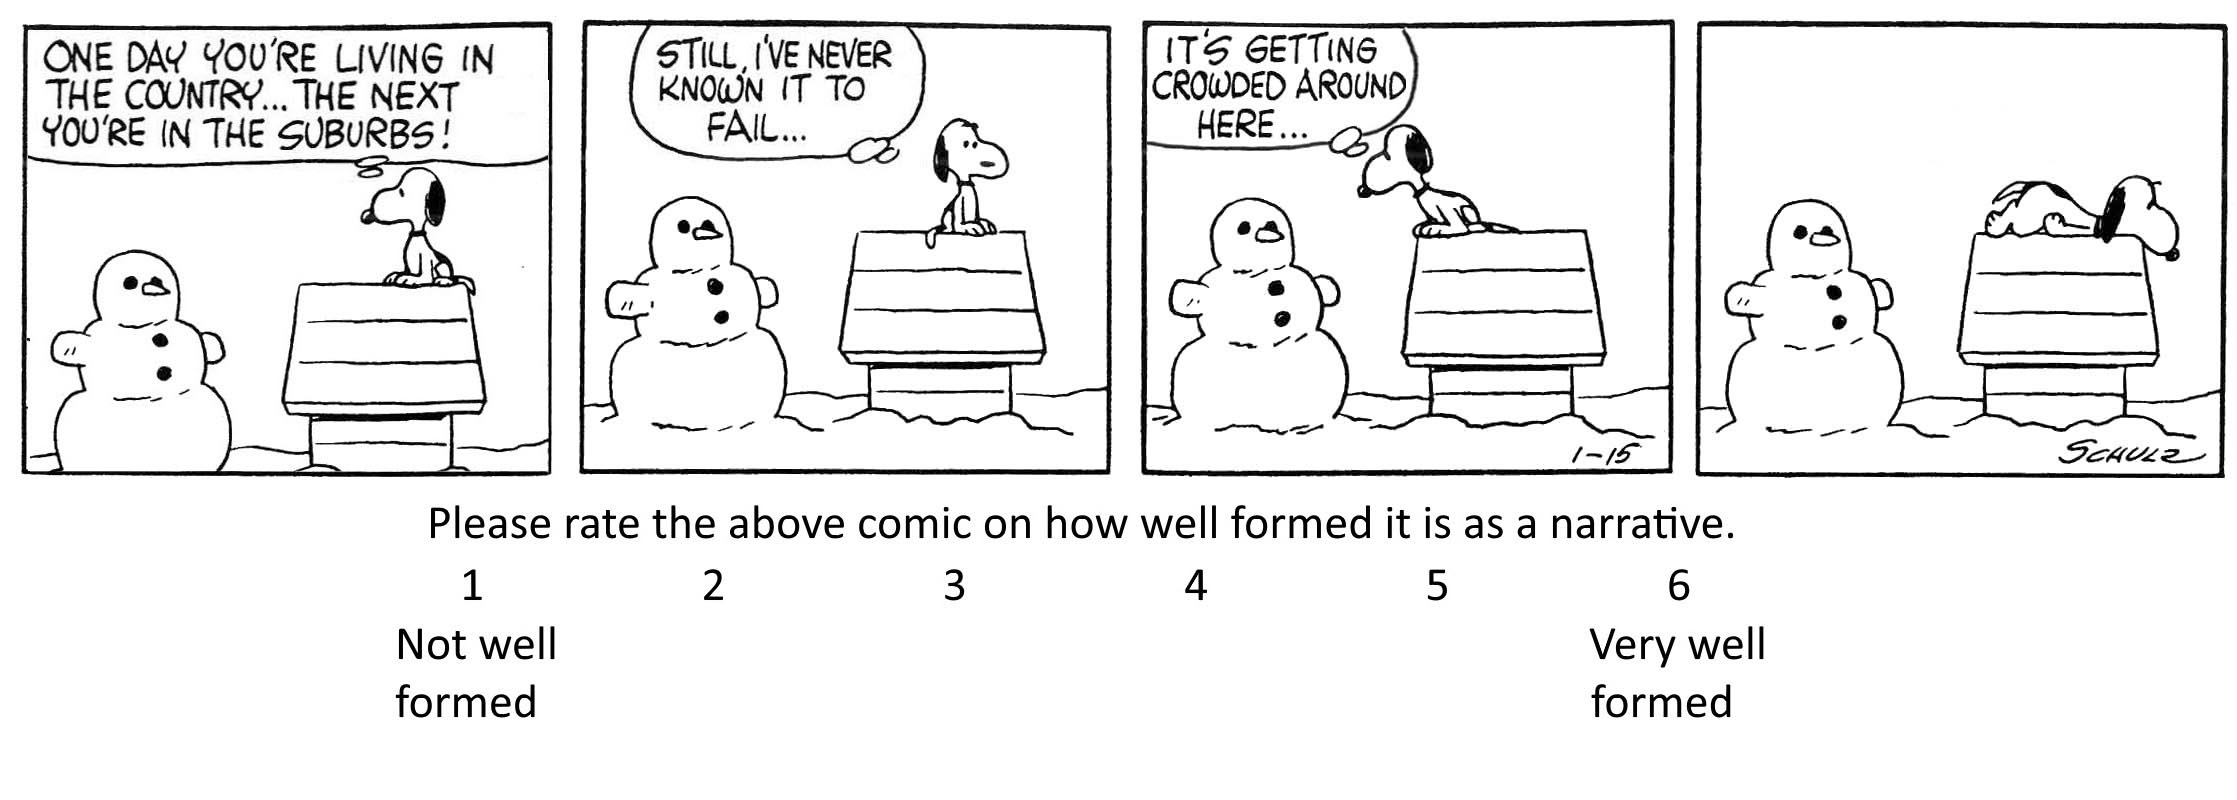 ONE DAY YOU'RE LIVING IN
THE COUNTRY... THE NEXT
YOU'RE IN THE SUBURBS!
STILL, I'VE NEVER
KNOWN IT TO
FAIL...
IT'S GETTING
CROWDED AROUND
HERE...
1-15
SCHULZ
Please rate the above comic on how well formed it is as a narrative.
1 2 3 4 5 6
Not well
formed
Very well
formed